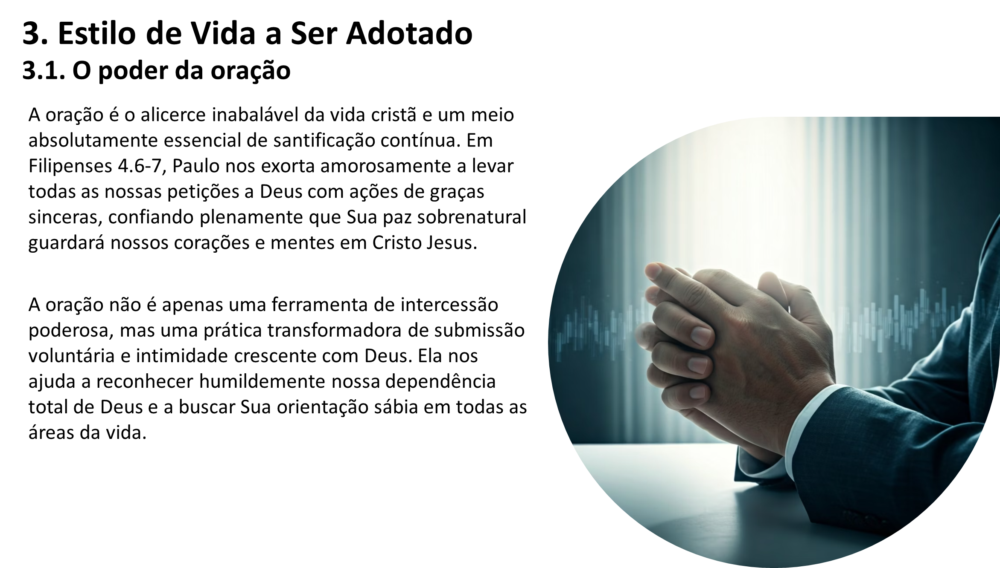 3. Estilo de Vida a Ser Adotado
3.1. O poder da oração
A oração é o alicerce inabalável da vida cristã e um meio
absolutamente essencial de santificação contínua. Em
Filipenses 4.6-7, Paulo nos exorta amorosamente a levar
todas as nossas petições a Deus com ações de graças
sinceras, confiando plenamente que Sua paz sobrenatural
guardará nossos corações e mentes em Cristo Jesus.
A oração não é apenas uma ferramenta de intercessão
poderosa, mas uma prática transformadora de submissão
voluntária e intimidade crescente com Deus. Ela nos
ajuda a reconhecer humildemente nossa dependência
total de Deus e a buscar Sua orientação sábia em todas as
áreas da vida.